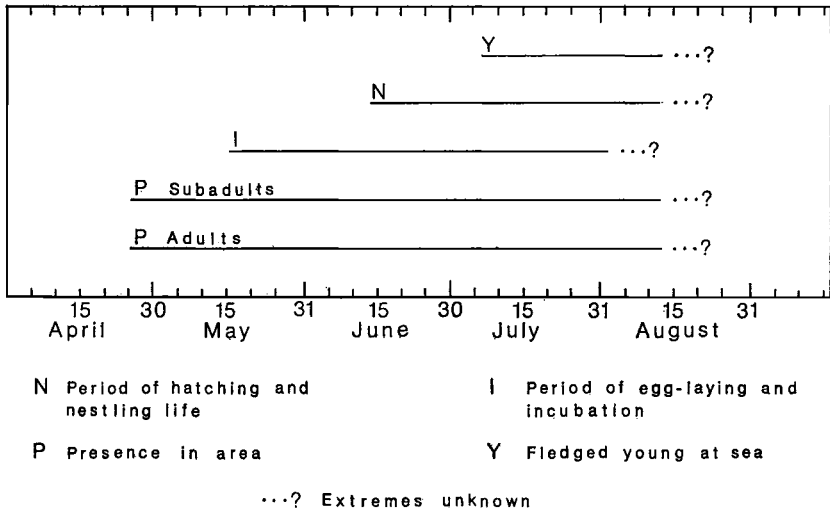 Y
···?
N
···?
I
···?
P Subadults
···?
P Adults
···?
15 30 15 31 15 30 15 31 15 31
April May June July August
N Period of hatching and
nestling life
I Period of egg-laying and
incubation
P Presence in area
Y Fledged young at sea
···? Extremes unknown